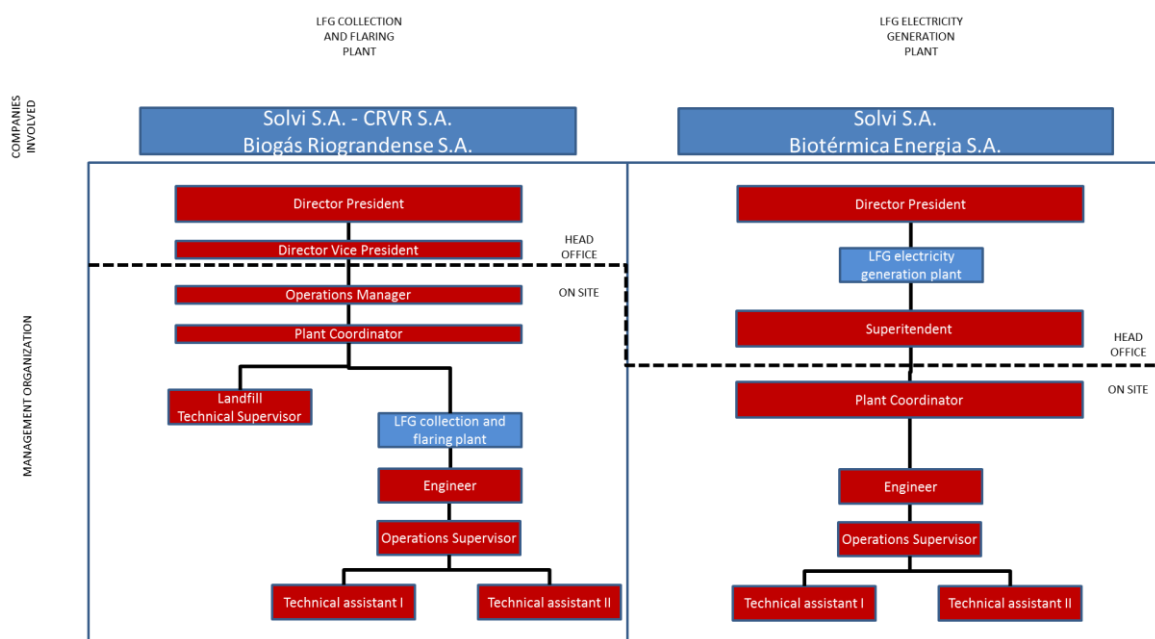 LFG COLLECTION
AND FLARING
PLANT
LFG ELECTRICITY
GENERATION
PLANT
COMPANIES
INVOLVED
Solvi S.A. - CRVR S.A.
Biogás Riograndense S.A.
Solvi S.A.
Biotérmica Energia S.A.
MANAGEMENT ORGANIZATION
Director President
Director Vice President
HEAD
OFFICE
ON SITE
Operations Manager
Plant Coordinator
Landfill
Technical Supervisor
LFG collection and
flaring plant
Engineer
Operations Supervisor
Technical assistant I
Technical assistant II
Director President
LFG electricity
generation plant
Superitendent
HEAD
OFFICE
ON SITE
Plant Coordinator
Engineer
Operations Supervisor
Technical assistant I
Technical assistant II